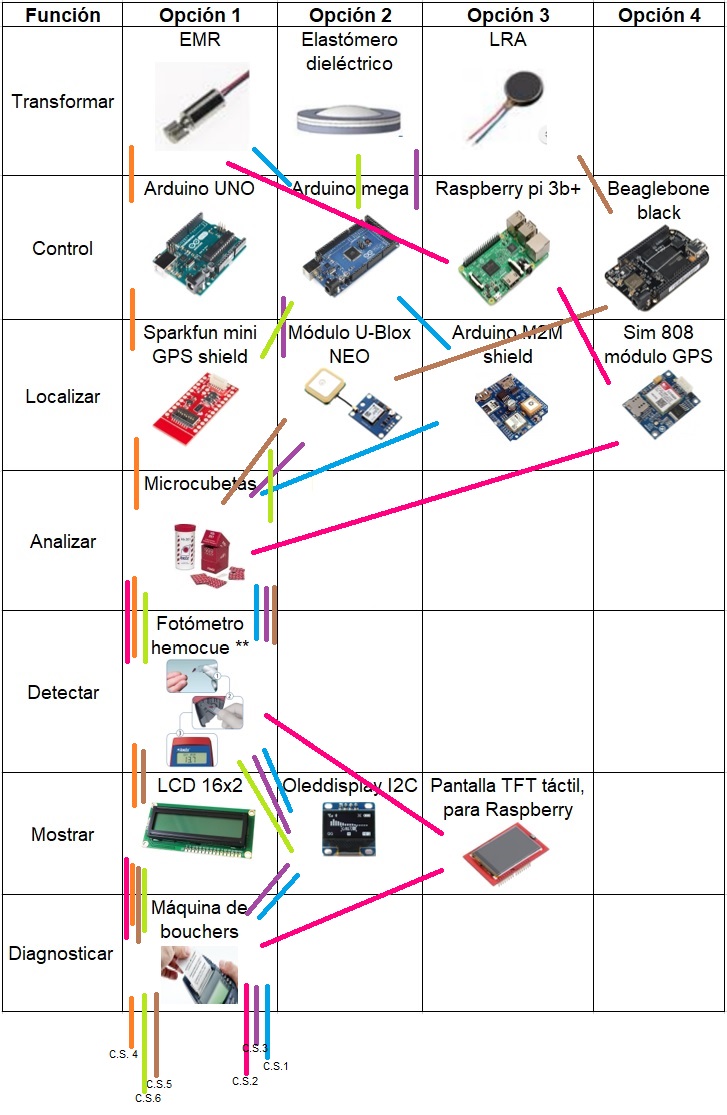 Función Opción 1 Opción 2 Opción 3 Opción 4
Transformar
EMR
Elastómero
dieléctrico
LRA
Control
Arduino UNO
Arduino mega
Raspberry pi 3b+
Beaglebone
black
Localizar
Sparkfun mini
GPS shield
Módulo U-Blox
NEO
Arduino M2M
shield
Sim 808
módulo GPS
Analizar
Microcubetas
Detectar
Fotómetro
hemocue **
Mostrar
LCD 16x2
Oleddisplay I2C
Pantalla TFT táctil,
para Raspberry
Diagnosticar
Máquina de
bouchers
C.S. 4
C.S.3
C.S.1
C.S.2
C.S.5
C.S.6